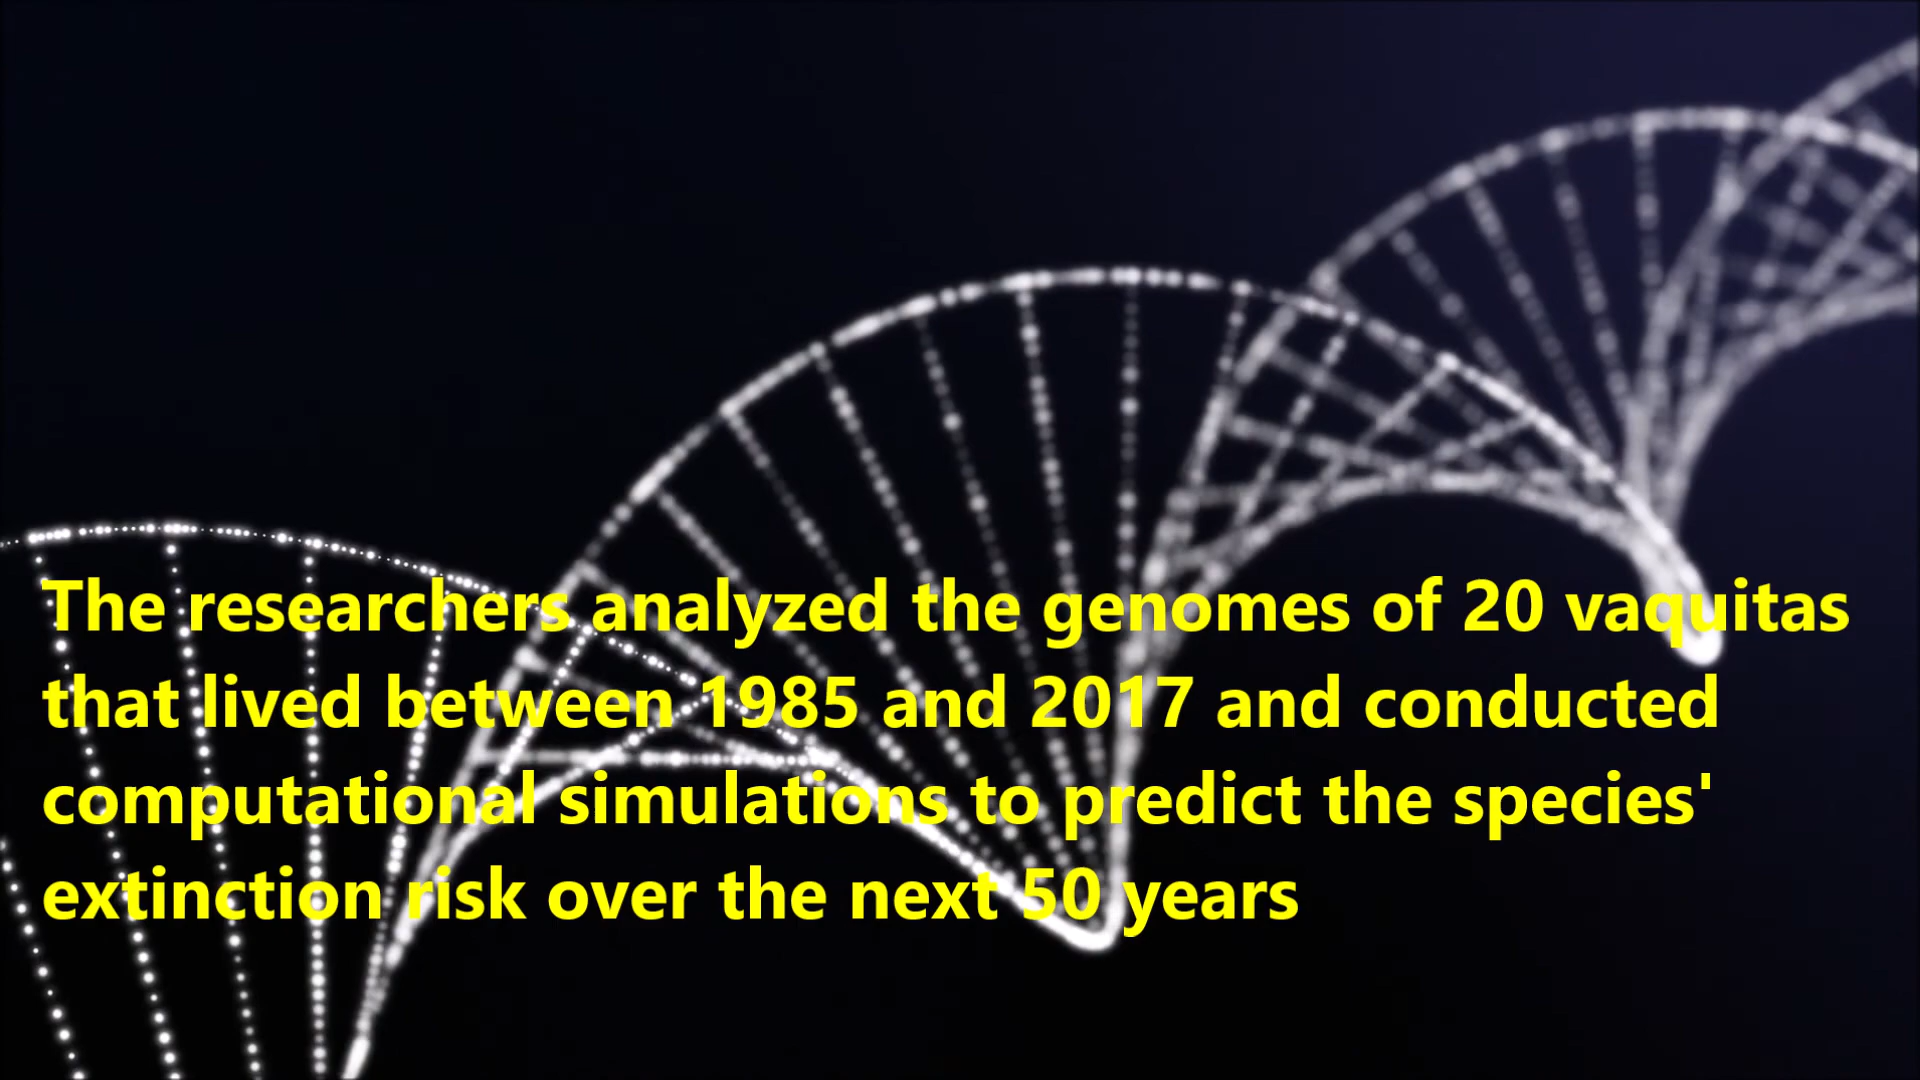 The researchers analyzed the genomes of 20 vaquitas
that lived between 1985 and 2017 and conducted
computational simulations to predict the species'
extinction risk over the next 50 years